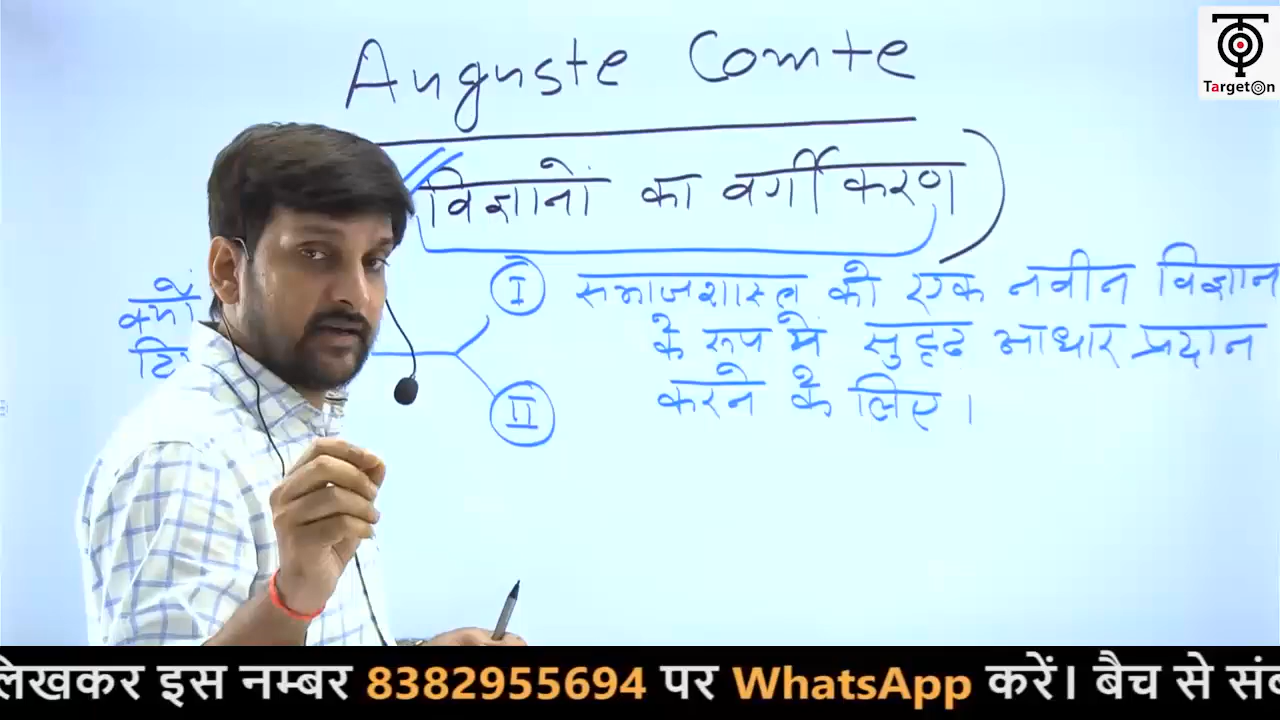 Auguste Comte
TargetOn
विज्ञानों का वर्गीकरण
क्यों
I समाजशास्त्र को एक नवीन विज्ञान
के रूप में सुदृढ आधार प्रदान
करने के लिए।
II
लिखकर इस नम्बर 8382955694 पर WhatsApp करें। बैच से